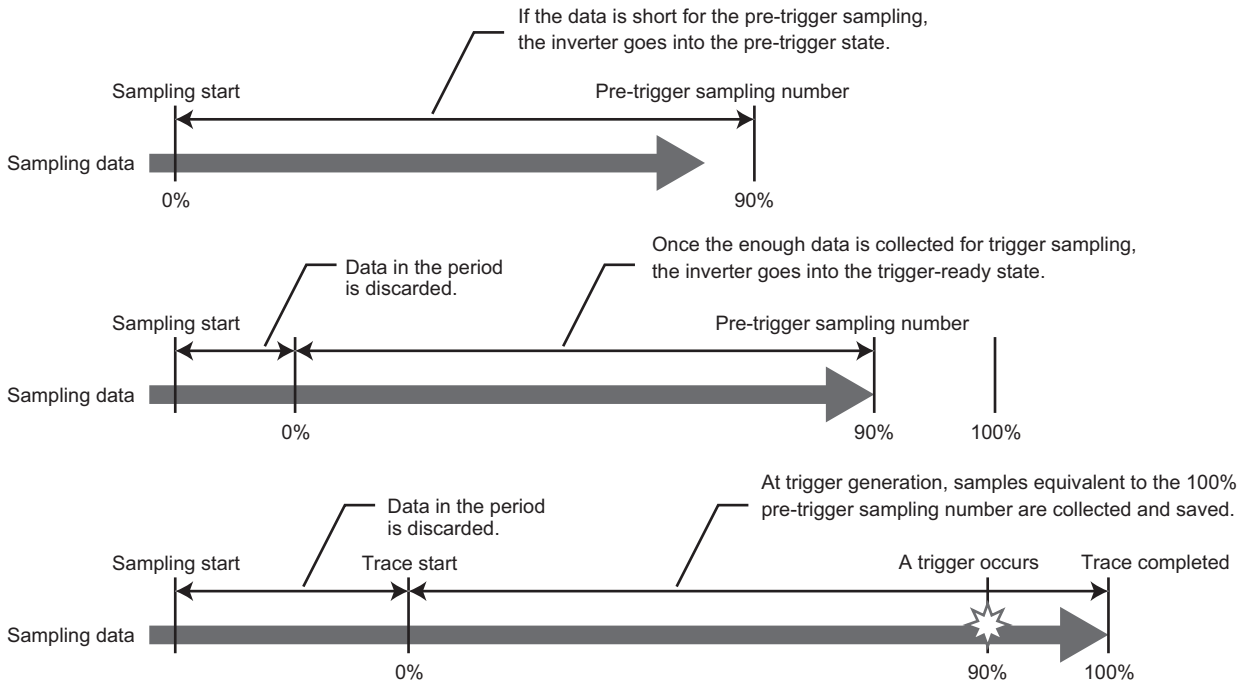 If the data is short for the pre-trigger sampling,
the inverter goes into the pre-trigger state.
Sampling start
Pre-trigger sampling number
Sampling data
0%
90%
Once the enough data is collected for trigger sampling,
the inverter goes into the trigger-ready state.
Data in the period
is discarded.
Sampling start
Pre-trigger sampling number
Sampling data
0%
90%
100%
At trigger generation, samples equivalent to the 100%
pre-trigger sampling number are collected and saved.
Data in the period
is discarded.
Sampling start
Trace start
A trigger occurs
Trace completed
Sampling data
0%
90%
100%